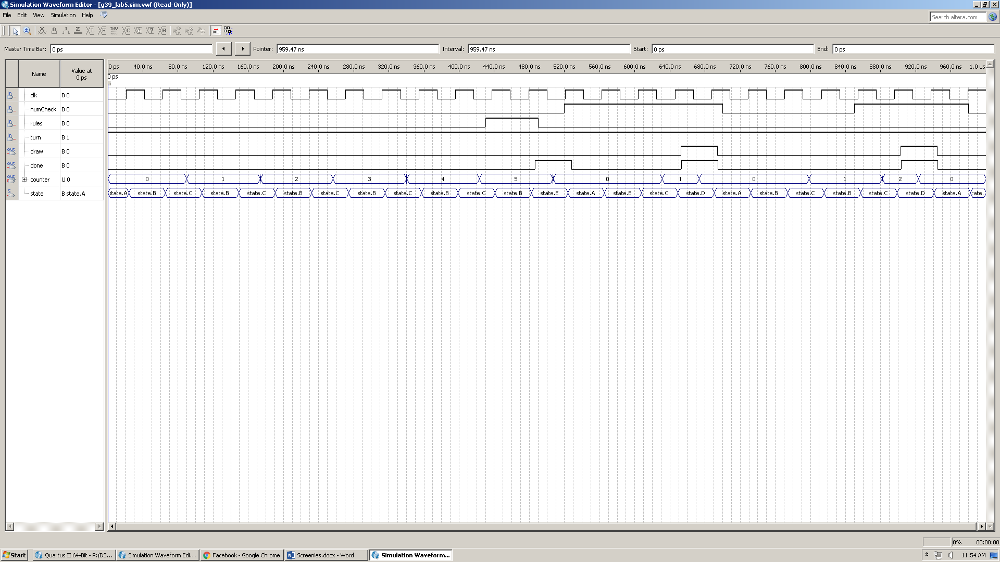 Simulation Waveform Editor - [g39_lab5.sim.vwf (Read-Only)]
File Edit View Simulation Help
Search altera.com
Master Time Bar: 0 ps Pointer: 959.47 ns Interval: 959.47 ns Start: 0 ps End: 0 ps
Name Value at 0 ps
0 ps 40.0 ns 80.0 ns 120.0 ns 160.0 ns 200.0 ns 240.0 ns 280.0 ns 320.0 ns 360.0 ns 400.0 ns 440.0 ns 480.0 ns 520.0 ns 560.0 ns 600.0 ns 640.0 ns 680.0 ns 720.0 ns 760.0 ns 800.0 ns 840.0 ns 880.0 ns 920.0 ns 960.0 ns 1.0 us
0 ps
in clk B 0
in numCheck B 0
in rules B 0
in turn B 1
out draw B 0
out done B 0
out counter U 0 0 1 2 3 4 5 0 1 0 1 2 0
S state B state.A state.A state.B state.C state.B state.C state.B state.C state.B state.C state.B state.C state.B state.E state.A state.B state.C state.D state.A state.B state.C state.B state.C state.D state.A
0% 00:00:00
Start Quartus II 64-Bit - P:/DS... Simulation Waveform Edi... Facebook - Google Chrome Screenies.docx - Word Simulation Waveform... 11:54 AM